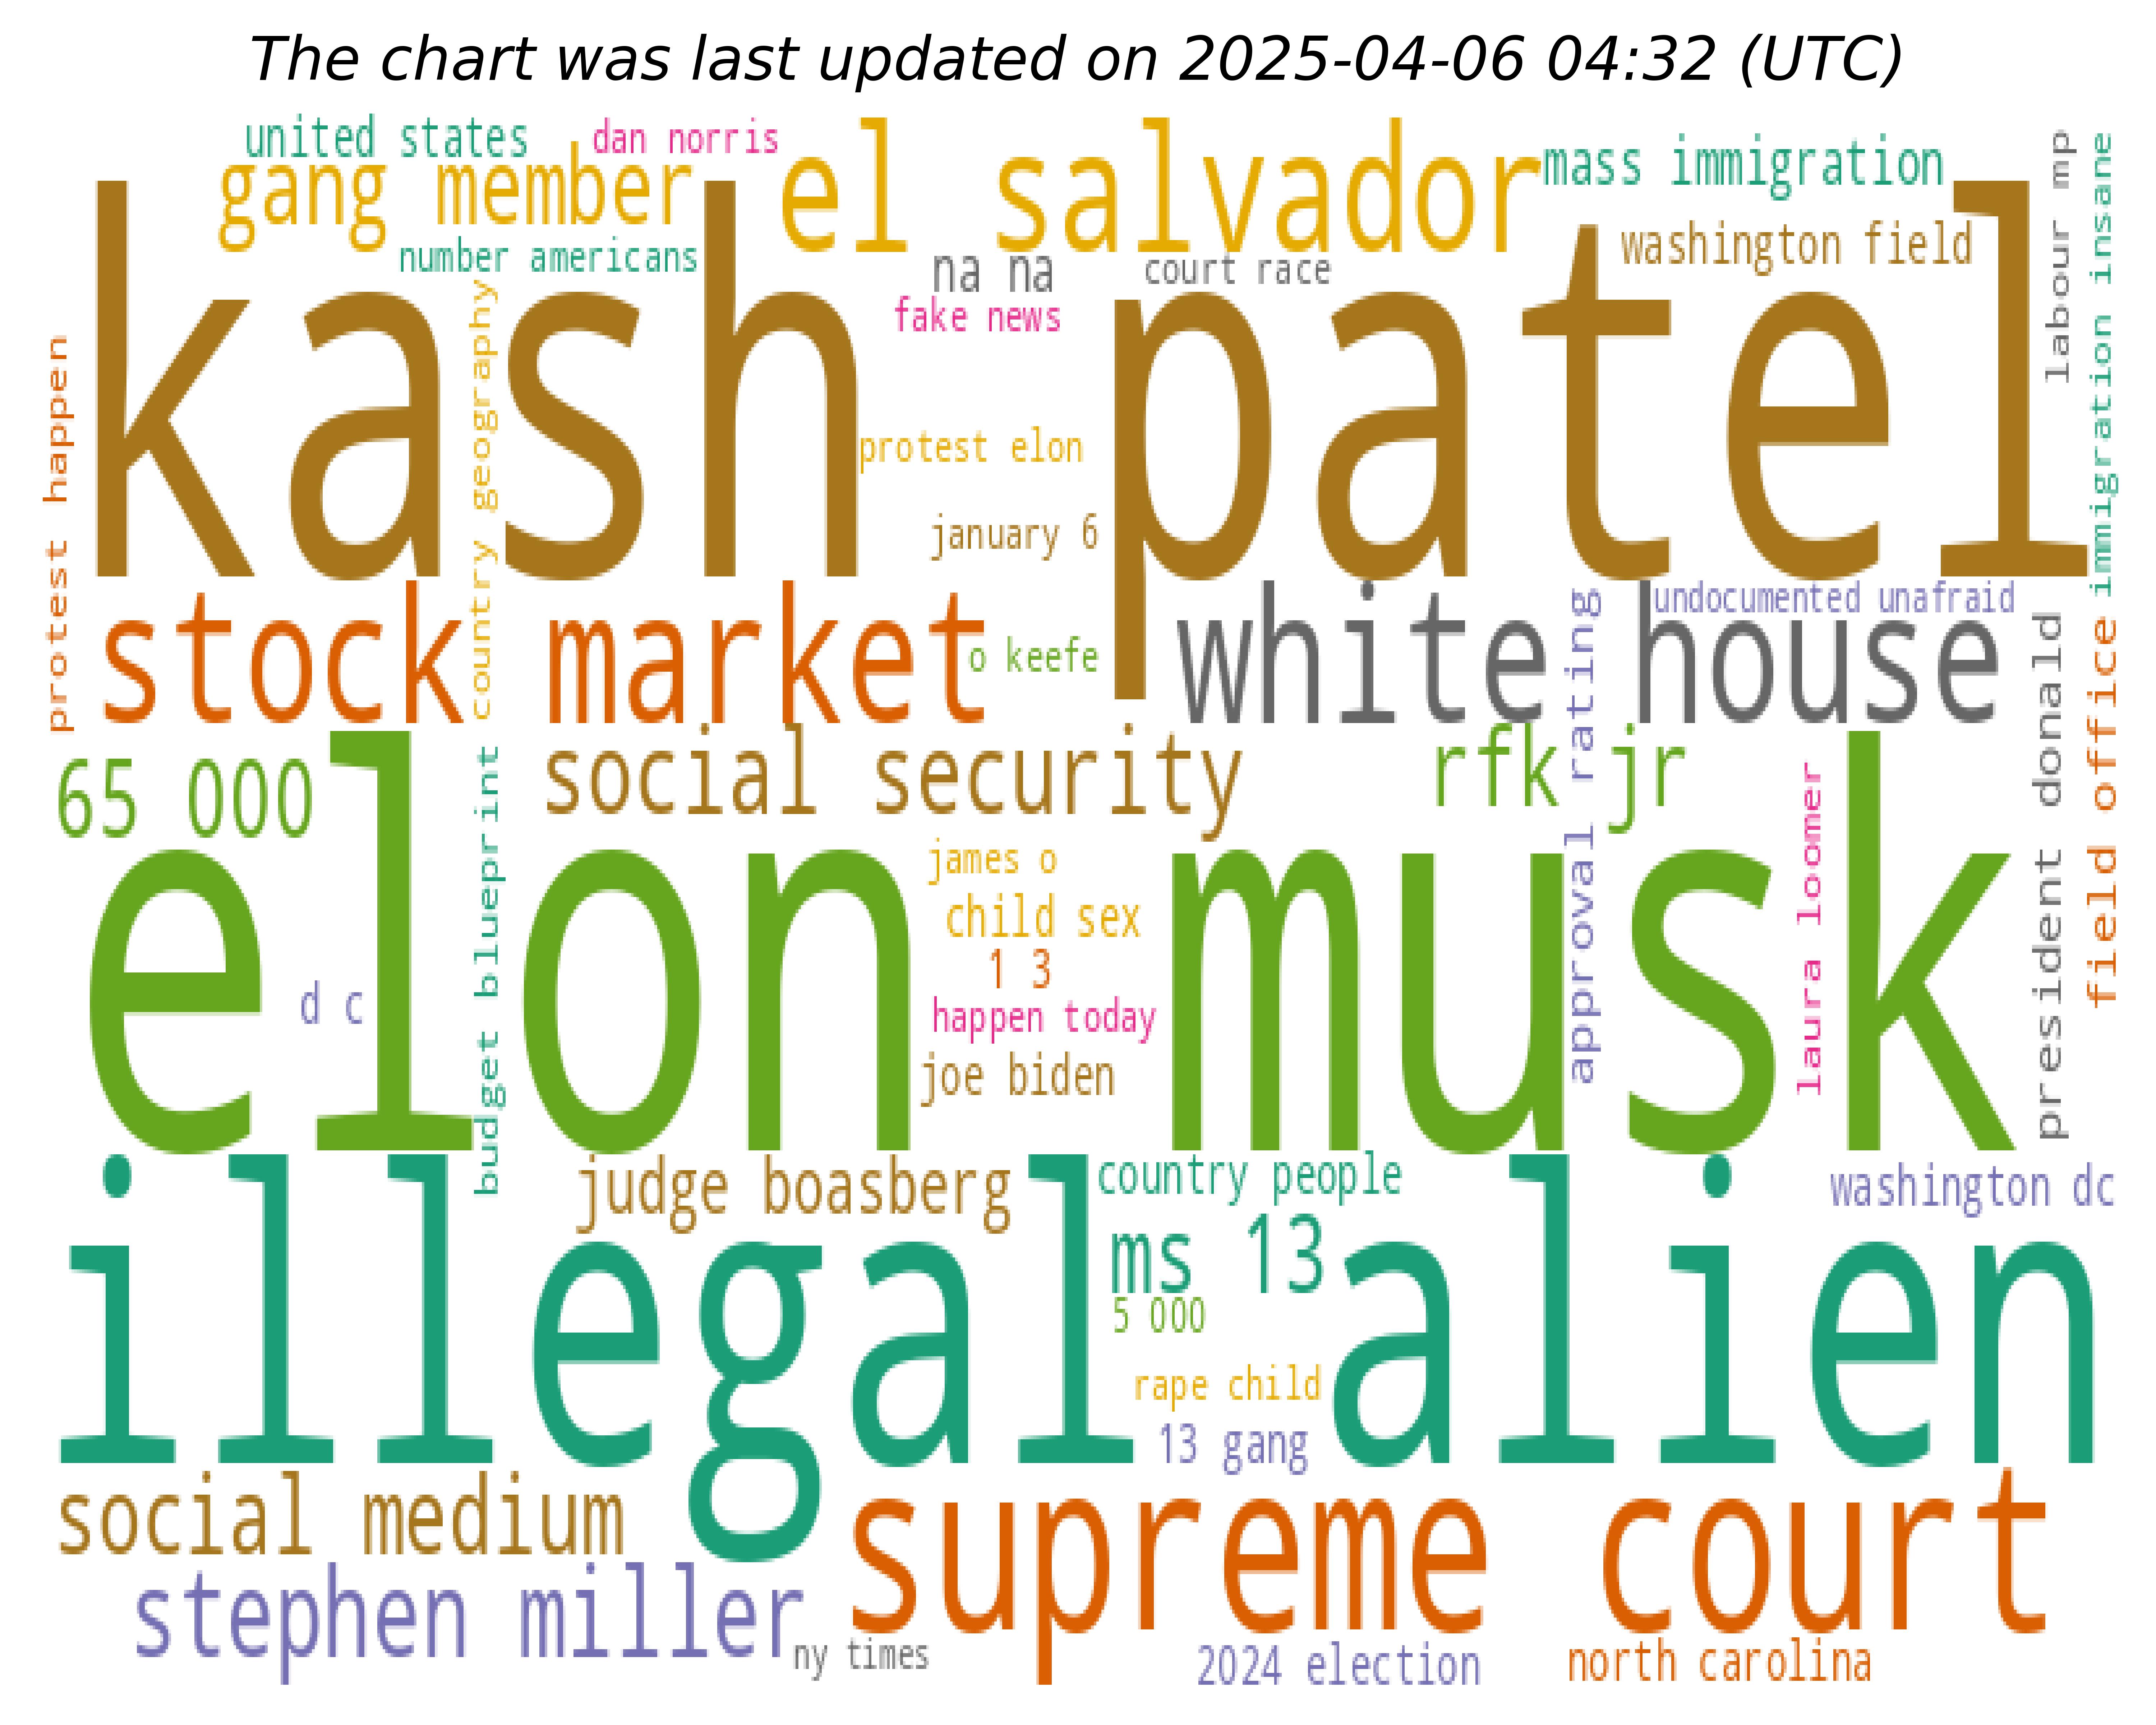 The chart was last updated on 2025-04-06 04:32 (UTC)
united states
dan norris
gang member
el salvador
mass immigration
labour mp
immigration insane
number americans
na na
court race
washington field
fake news
kash patel
protest happen
country geography
protest elon
january 6
stock market
o keefe
white house
undocumented unafraid
approval rating
president donald
field office
65 000
social security
rfk jr
budget blueprint
elon musk
james o
child sex
1 3
d c
happen today
joe biden
laura loomer
judge boasberg
country people
washington dc
illegal alien
ms 13
5 000
rape child
13 gang
social medium
supreme court
stephen miller
ny times
2024 election
north carolina